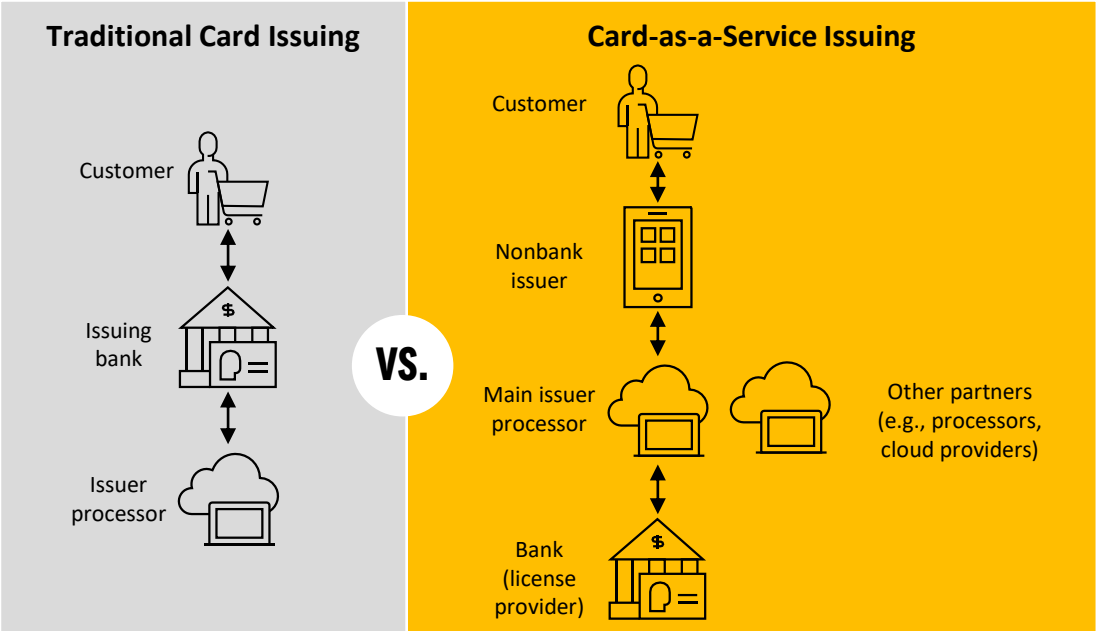 Traditional Card Issuing
Customer
$
Issuing
bank
Issuer
processor
VS.
Card-as-a-Service Issuing
Customer
Nonbank
issuer
Main issuer
processor
Other partners
(e.g., processors,
cloud providers)
$
Bank
(license
provider)